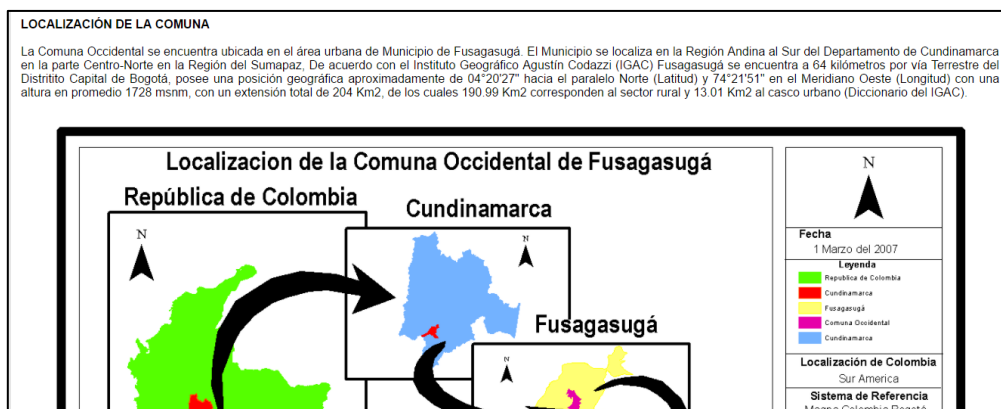 LOCALIZACIÓN DE LA COMUNA
La Comuna Occidental se encuentra ubicada en el área urbana de Municipio de Fusagasugá. El Municipio se localiza en la Región Andina al Sur del Departamento de Cundinamarca
en la parte Centro-Norte en la Región del Sumapaz, De acuerdo con el Instituto Geográfico Agustín Codazzi (IGAC) Fusagasugá se encuentra a 64 kilómetros por vía Terrestre del
Distritito Capital de Bogotá, posee una posición geográfica aproximadamente de 04°20'27" hacia el paralelo Norte (Latitud) y 74°21'51" en el Meridiano Oeste (Longitud) con una
altura en promedio 1728 msnm, con un extensión total de 204 Km2, de los cuales 190.99 Km2 corresponden al sector rural y 13.01 Km2 al casco urbano (Diccionario del IGAC).
Localizacion de la Comuna Occidental de Fusagasugá
República de Colombia
N
Cundinamarca
N
Fusagasugá
N
N
Fecha
1 Marzo del 2007
Leyenda
Republica de Colombia
Cundinamarca
Fusagasugá
Comuna Occidental
Cundinamarca
Localización de Colombia
Sur America
Sistema de Referencia
Magna Colombia Bogotá